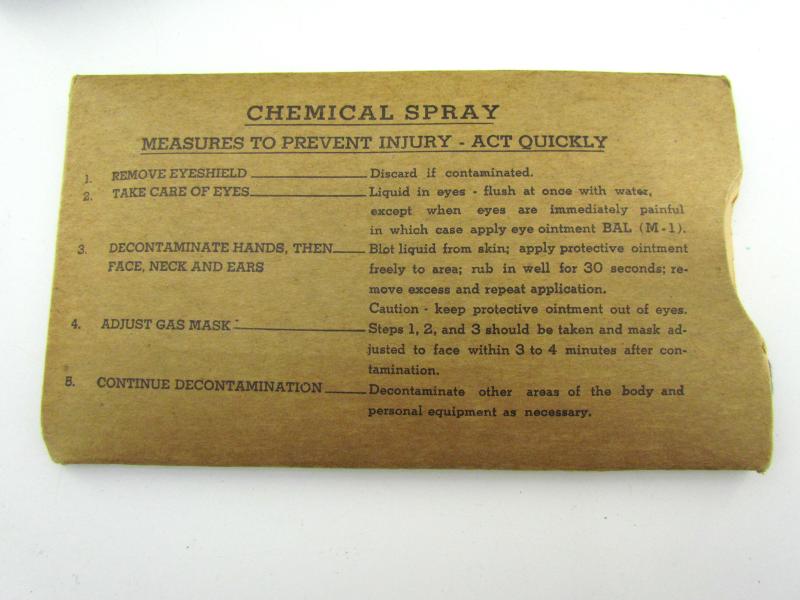 CHEMICAL SPRAY
MEASURES TO PREVENT INJURY - ACT QUICKLY
1. REMOVE EYESHIELD Discard if contaminated.
2. TAKE CARE OF EYES Liquid in eyes - flush at once with water,
except when eyes are immediately painful
in which case apply eye ointment BAL (M-1).
3. DECONTAMINATE HANDS, THEN Blot liquid from skin; apply protective ointment
FACE, NECK AND EARS freely to area; rub in well for 30 seconds; re-
move excess and repeat application.
Caution - keep protective ointment out of eyes.
4. ADJUST GAS MASK Steps 1, 2, and 3 should be taken and mask ad-
justed to face within 3 to 4 minutes after con-
tamination.
5. CONTINUE DECONTAMINATION Decontaminate other areas of the body and
personal equipment as necessary.